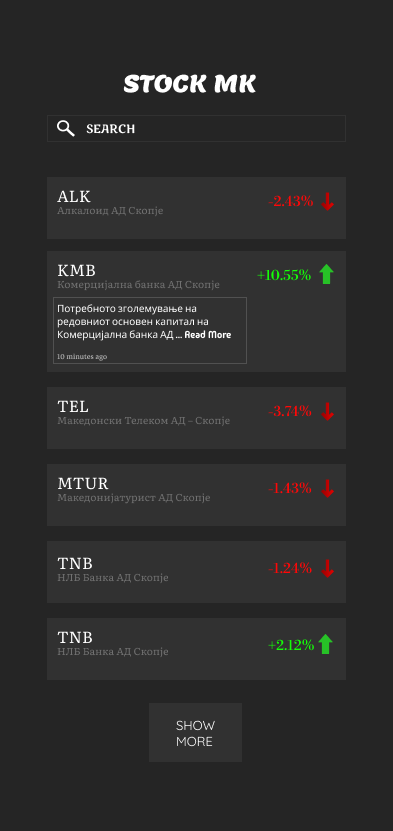 STOCK MK
SEARCH
ALK
Алкалоид АД Скопје
-2.43%
KMB
Комерцијална банка АД Скопје
+10.55%
Потребното зголемување на
редовниот основен капитал на
Комерцијална банка АД ... Read More
10 minutes ago
TEL
Македонски Телеком АД – Скопје
-3.74%
MTUR
Македонијатурист АД Скопје
-1.43%
TNB
НЛБ Банка АД Скопје
-1.24%
TNB
НЛБ Банка АД Скопје
+2.12%
SHOW
MORE